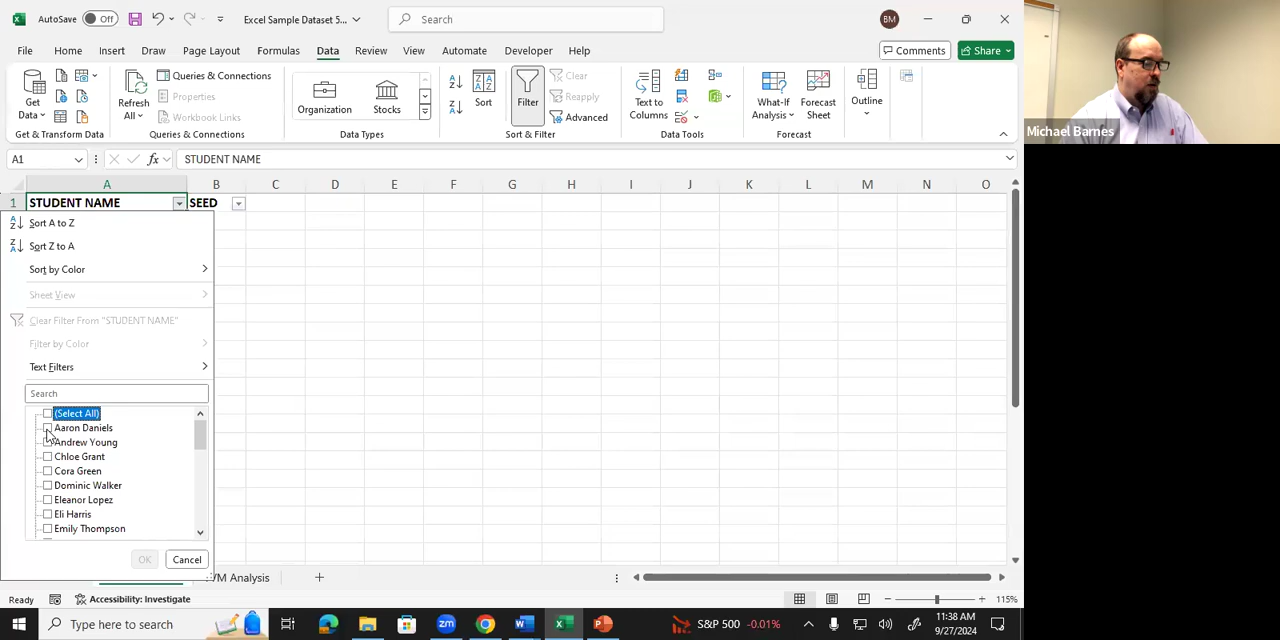 AutoSave Off Excel Sample Dataset 5... Search BM
File Home Insert Draw Page Layout Formulas Data Review View Automate Developer Help Comments Share
Get Data
Refresh All
Queries & Connections
Properties
Workbook Links
Organization Stocks
Sort Filter
Clear
Reapply
Advanced
Text to Columns
What-If Analysis Forecast Sheet
Outline
Get & Transform Data Queries & Connections Data Types Sort & Filter Data Tools Forecast
Michael Barnes
A1 fx STUDENT NAME
A B C D E F G H I J K L M N O
1 STUDENT NAME SEED
Sort A to Z
Sort Z to A
Sort by Color
Sheet View
Clear Filter From "STUDENT NAME"
Filter by Color
Text Filters
Search
(Select All)
Aaron Daniels
Andrew Young
Chloe Grant
Cora Green
Dominic Walker
Eleanor Lopez
Eli Harris
Emily Thompson
OK Cancel
Analysis
Ready Accessibility: Investigate 115%
Type here to search zm S&P 500 -0.01% 11:38 AM
9/27/2024